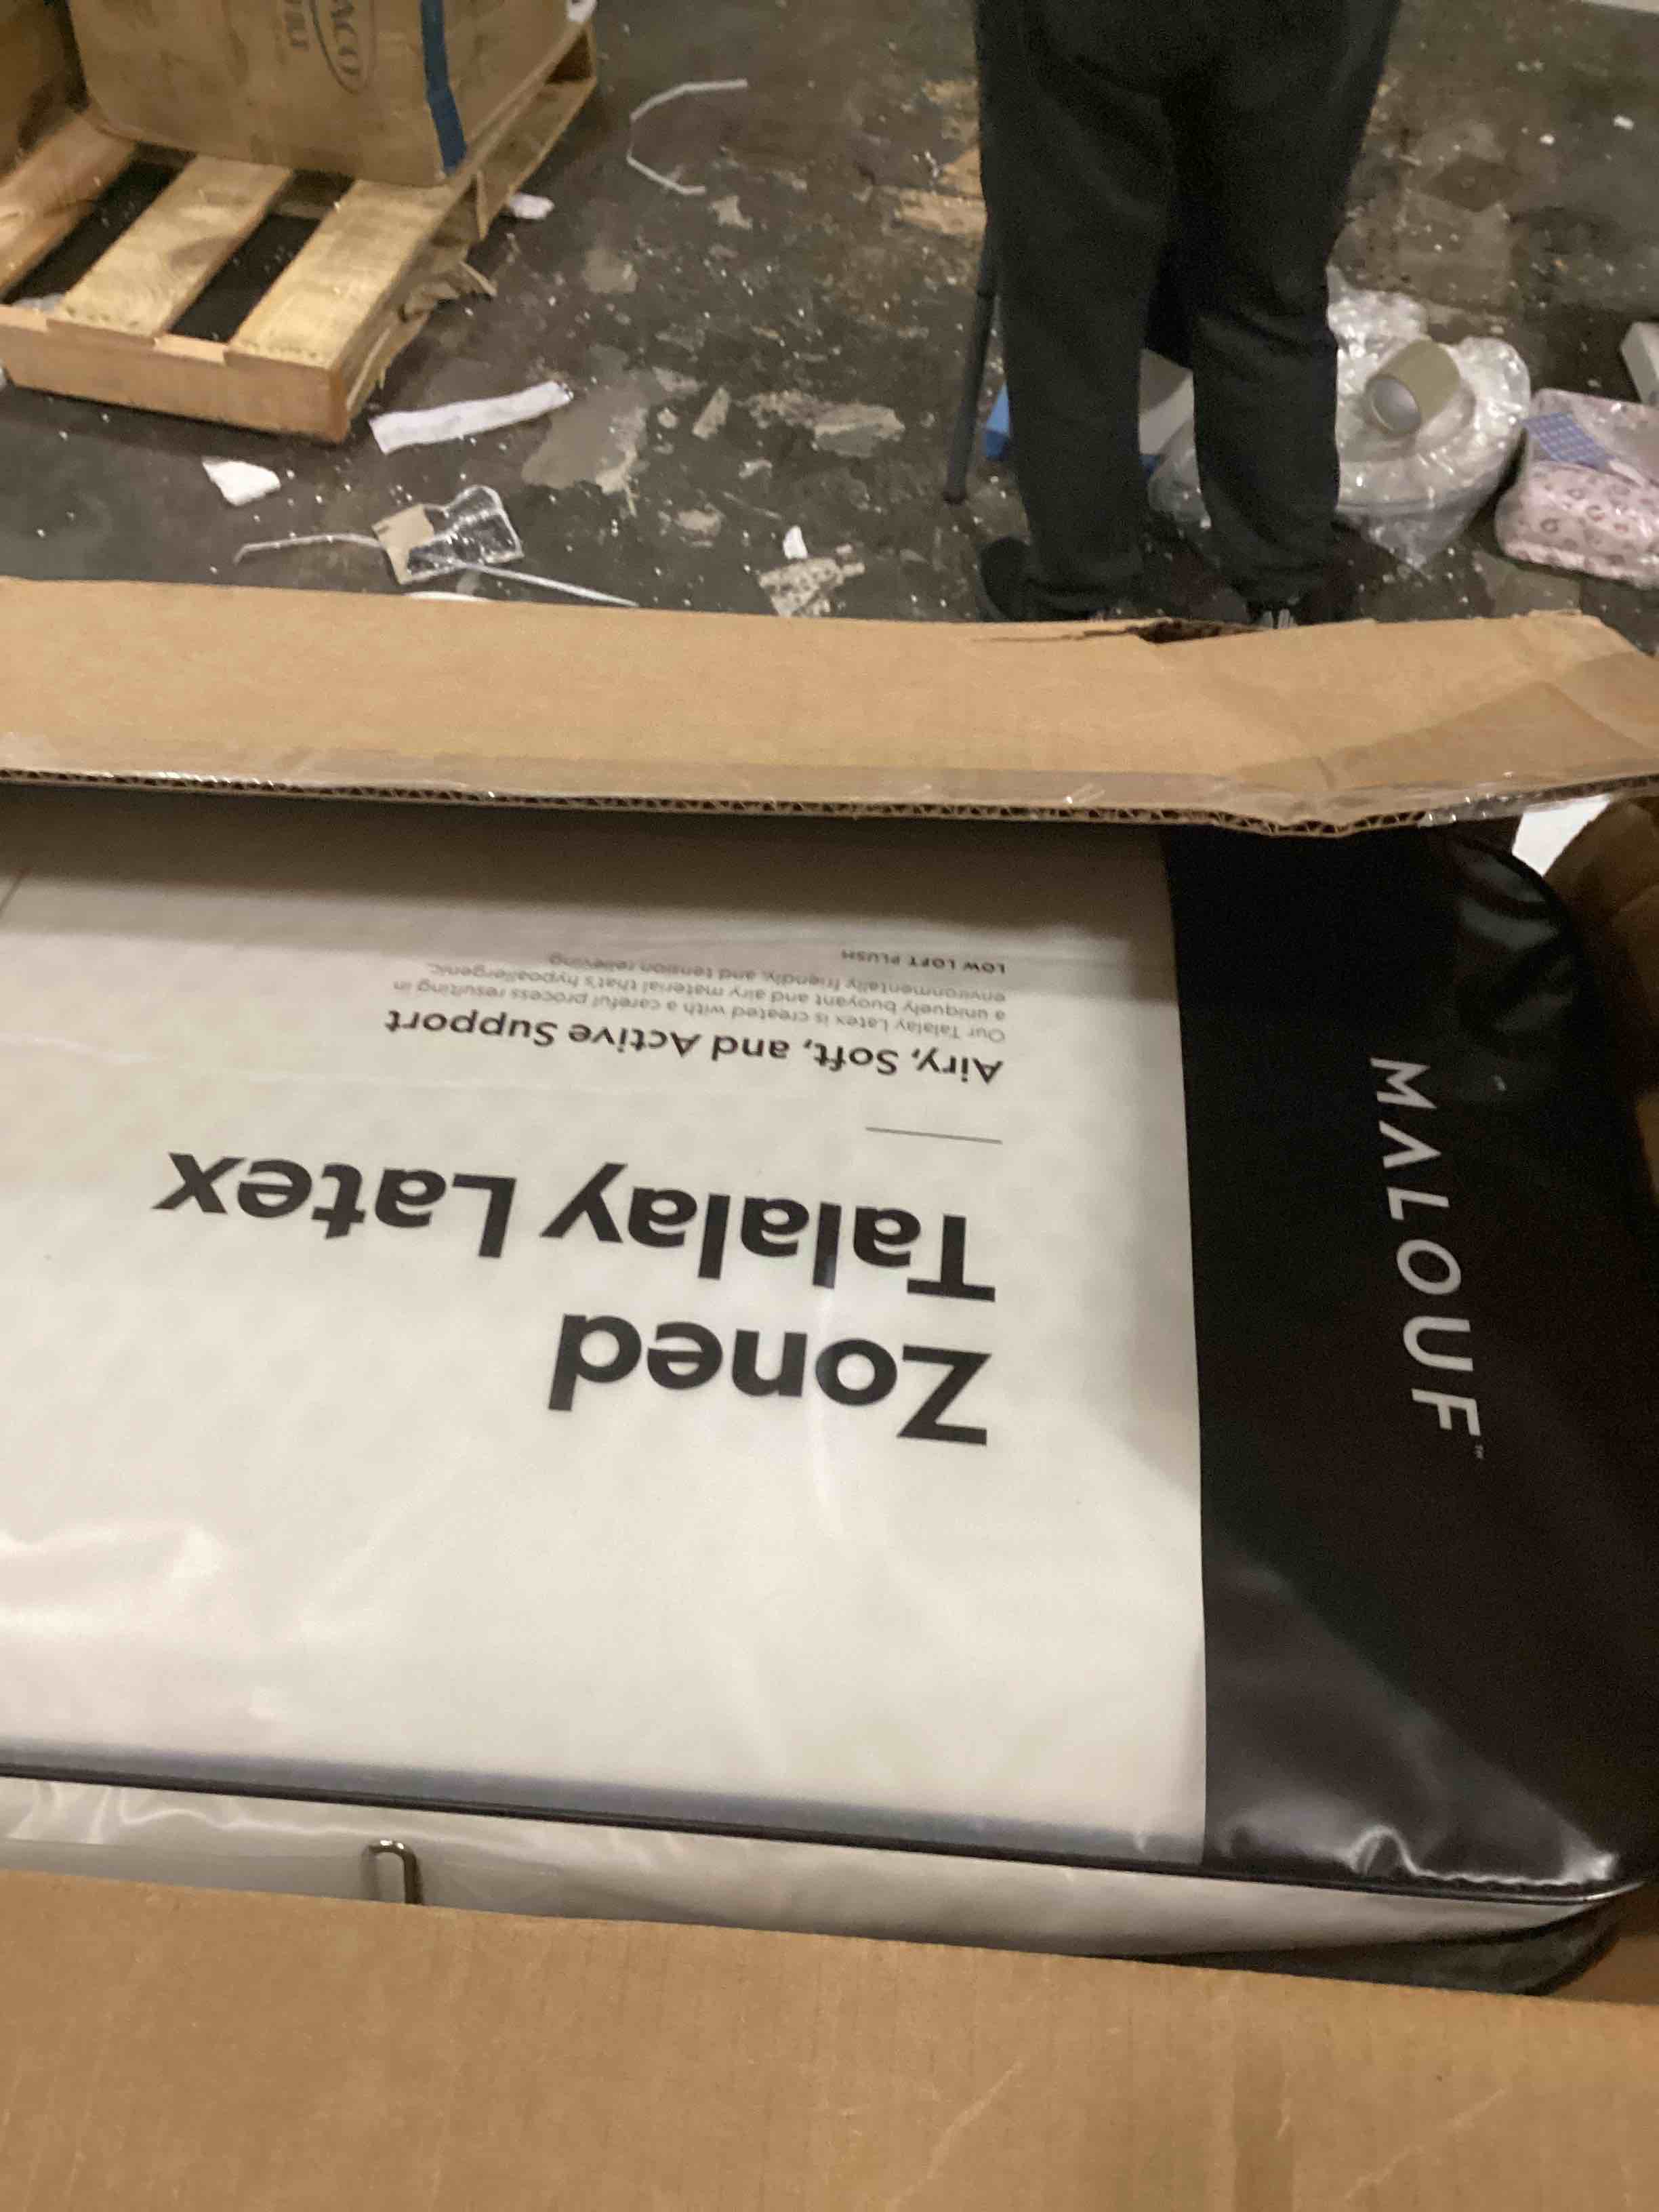 MALOUF™
Zoned
Talalay Latex
Airy, Soft, and Active Support
Our Talalay Latex is created with a careful process resulting in
a uniquely buoyant and airy material that's hypoallergenic,
environmentally friendly, and tension relieving.
LOW LOFT PLUSH